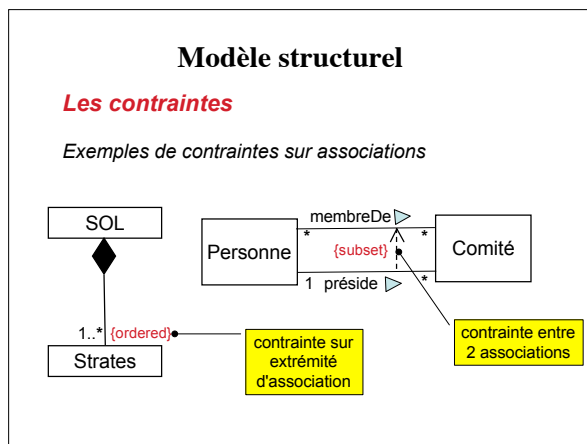 Modèle structurel
Les contraintes
Exemples de contraintes sur associations
SOL
1..* {ordered}
Strates
contrainte sur
extrémité
d'association
membreDe
Personne
*
*
{subset}
Comité
1 préside
*
contrainte entre
2 associations